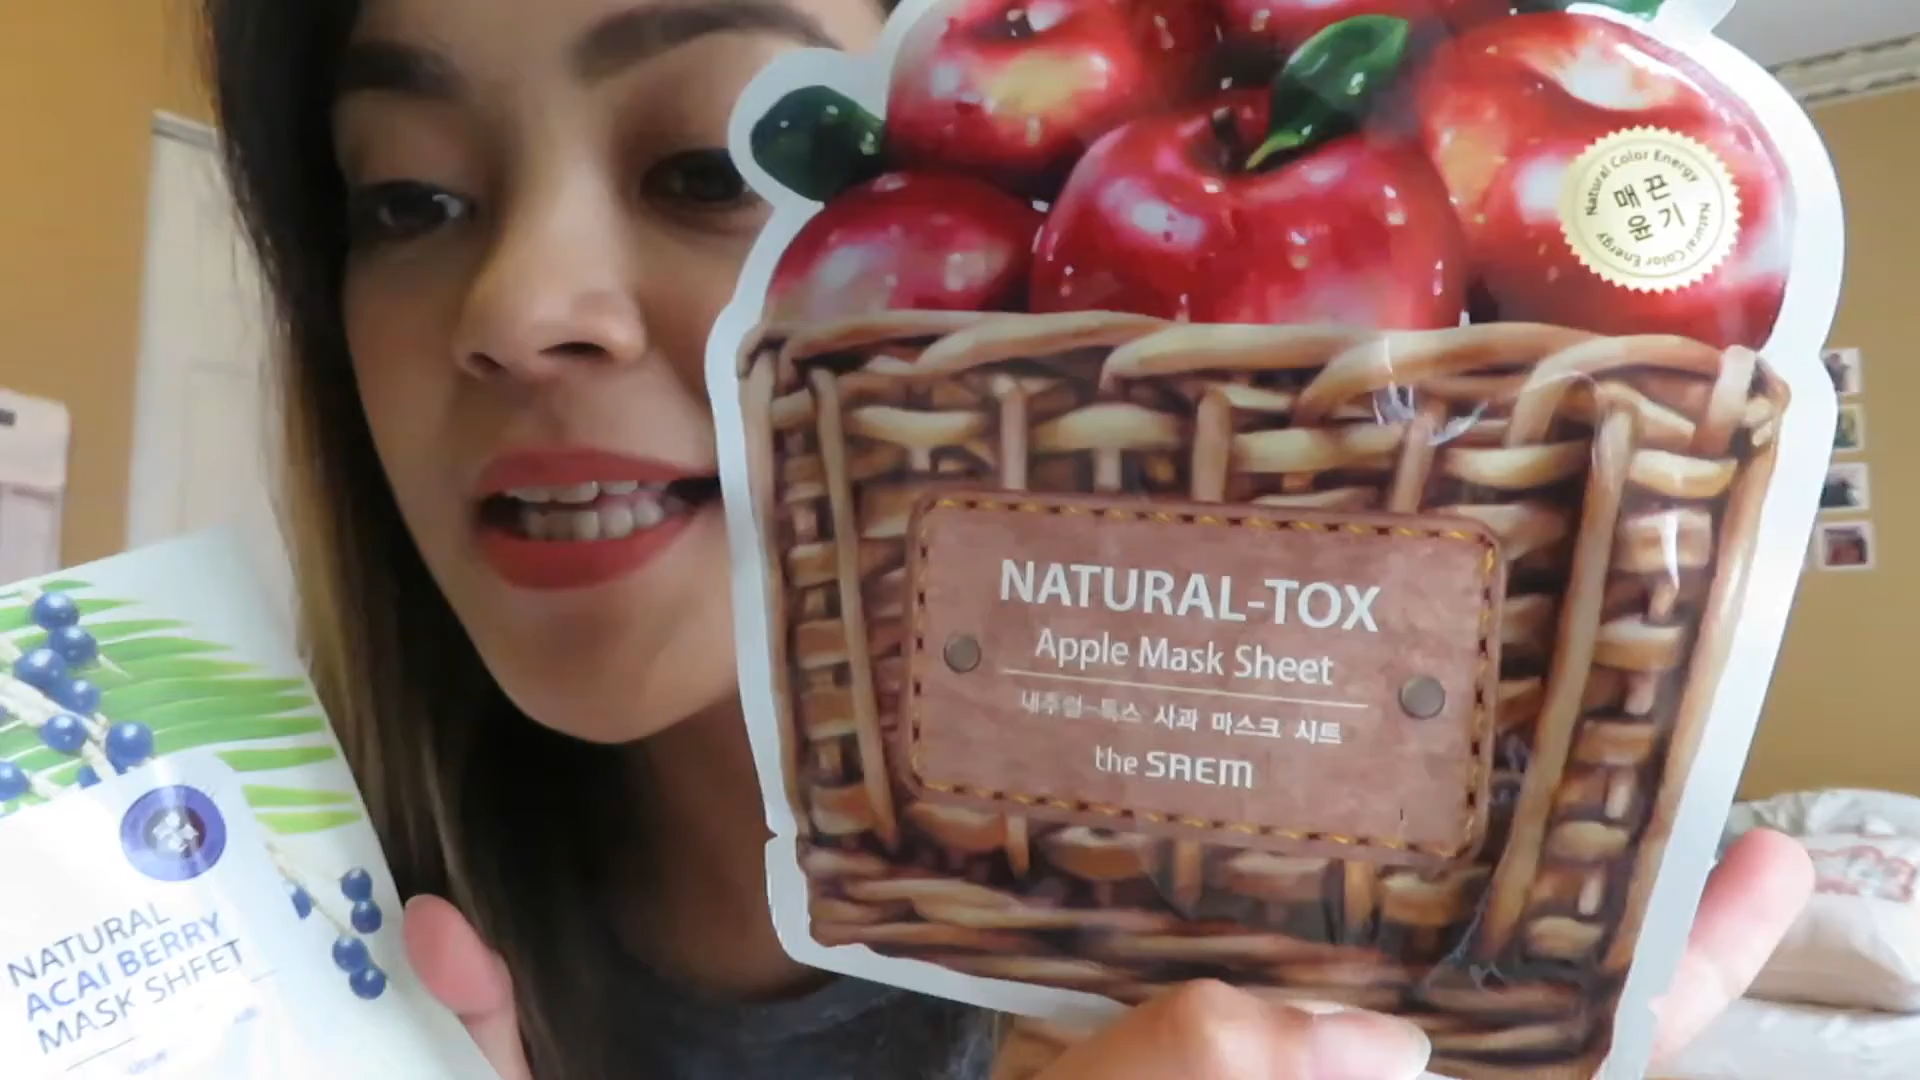 Natural Color Energy
매끈
윤기
Natural Color Energy
NATURAL-TOX
Apple Mask Sheet
내추럴-톡스 사과 마스크 시트
the SAEM
NATURAL
ACAI BERRY
MASK SHEET